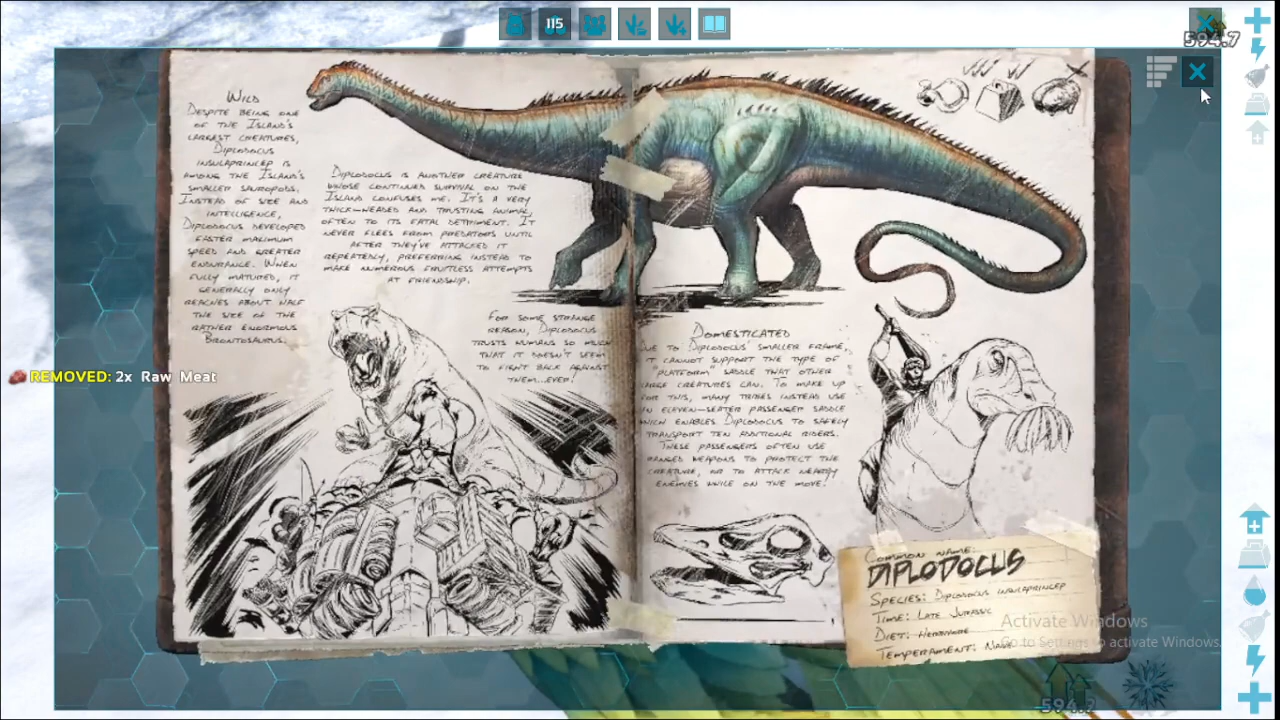 115
594.7
Wild
Despite being one
of the Island's
largest creatures,
Diplodocus
insulaprincep is
among the Island's
smaller sauropods.
Instead of size and
intelligence,
Diplodocus developed
faster maximum
speed and greater
endurance. When
fully matured, it
generally only
reaches about half
the size of the
rather enormous
Brontosaurus.
Diplodocus is another creature
whose continued survival on the
Island confuses me. It's a very
thick-headed and trusting animal,
often to its fatal detriment. It
never flees from predators until
after they've attacked it
repeatedly, preferring instead to
make numerous fruitless attempts
at friendship.
For some strange
reason, Diplodocus
trusts humans so much
that it doesn't seem
to fight back against
them...ever!
REMOVED: 2x Raw Meat
Domesticated
Due to Diplodocus' smaller frame,
it cannot support the type of
"platform" saddle that other
large creatures can. To make up
for this, many tribes instead use
an eleven-seater passenger saddle
which enables Diplodocus to safely
transport ten additional riders.
These passengers often use
ranged weapons to protect the
creature, or to attack nearby
enemies while on the move.
Common name:
Diplodocus
Species: Diplodocus insulaprincep
Time: Late Jurassic
Diet: Herbivore
Temperament: Naive
Activate Windows
Go to Settings to activate Windows.
594.7